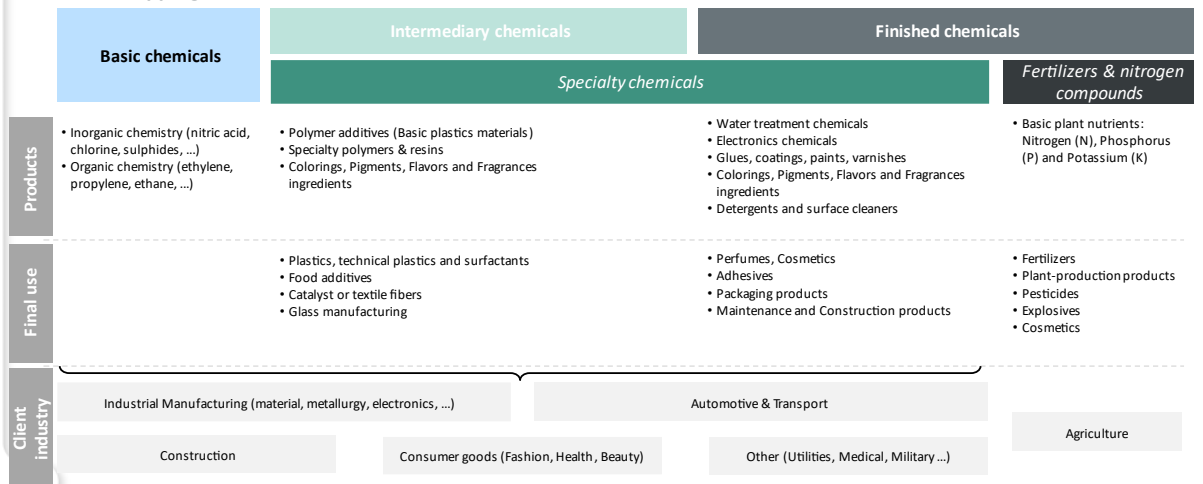 Basic chemicals
Intermediary chemicals
Finished chemicals
Specialty chemicals
Fertilizers & nitrogen
compounds
Products
• Inorganic chemistry (nitric acid,
chlorine, sulphides, ...)
• Organic chemistry (ethylene,
propylene, ethane, ...)
• Polymer additives (Basic plastics materials)
• Specialty polymers & resins
• Colorings, Pigments, Flavors and Fragrances
ingredients
• Water treatment chemicals
• Electronics chemicals
• Glues, coatings, paints, varnishes
• Colorings, Pigments, Flavors and Fragrances
ingredients
• Detergents and surface cleaners
• Basic plant nutrients:
Nitrogen (N), Phosphorus
(P) and Potassium (K)
Final use
• Plastics, technical plastics and surfactants
• Food additives
• Catalyst or textile fibers
• Glass manufacturing
• Perfumes, Cosmetics
• Adhesives
• Packaging products
• Maintenance and Construction products
• Fertilizers
• Plant-production products
• Pesticides
• Explosives
• Cosmetics
Client
industry
Industrial Manufacturing (material, metallurgy, electronics, ...)
Automotive & Transport
Agriculture
Construction
Consumer goods (Fashion, Health, Beauty)
Other (Utilities, Medical, Military ...)